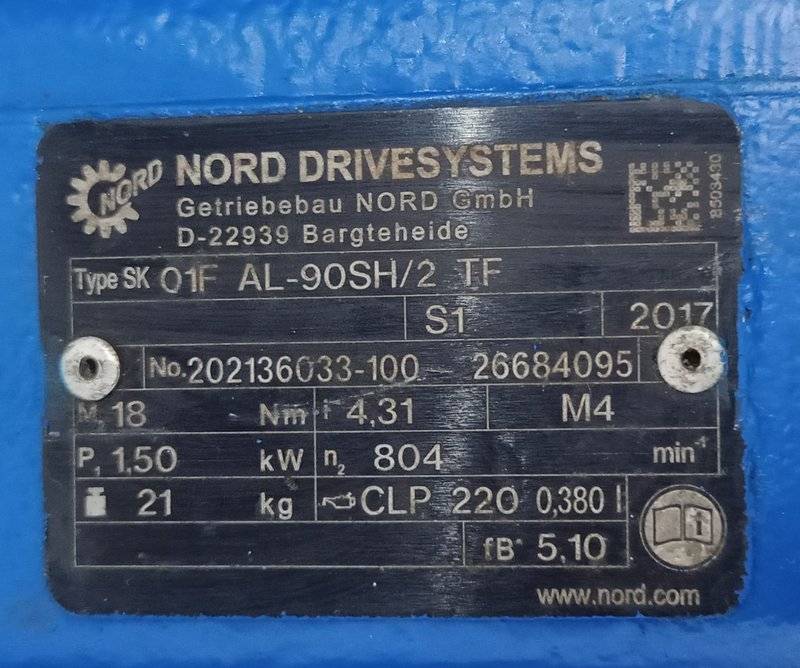 NORD
NORD DRIVESYSTEMS
Getriebebau NORD GmbH
D-22939 Bargteheide
8503490
Type SK 01F AL-90SH/2 TF
S1 2017
No. 202136033-100 26684095
M₂ 18 Nm i 4,31 M4
P₁ 1,50 kW n₂ 804 min⁻¹
21 kg CLP 220 0,380 l
fB* 5,10
www.nord.com